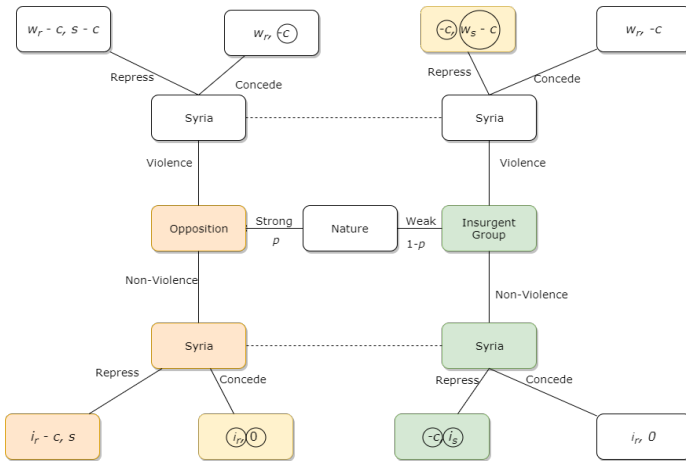 w_r - c, s - c
w_r, -c
-c, w_s - c
w_r, -c
Repress
Concede
Repress
Concede
Syria
Syria
Violence
Violence
Opposition
Strong
p
Nature
Weak
1-p
Insurgent
Group
Non-Violence
Non-Violence
Syria
Syria
Repress
Concede
Repress
Concede
i_r - c, s
i_r, 0
-c, i_s
i_r, 0